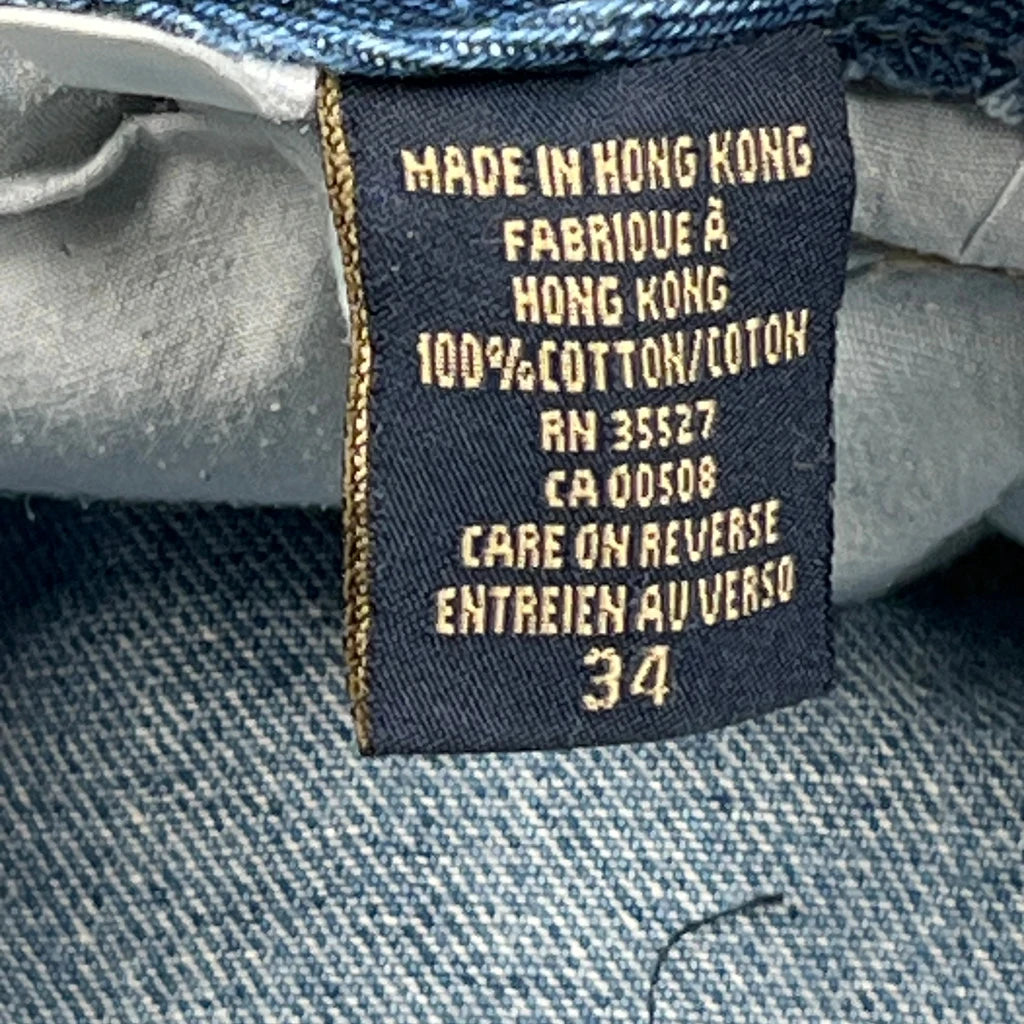 MADE IN HONG KONG
FABRIQUE À
HONG KONG
100% COTTON/COTON
RN 35527
CA 00508
CARE ON REVERSE
ENTREIEN AU VERSO
34